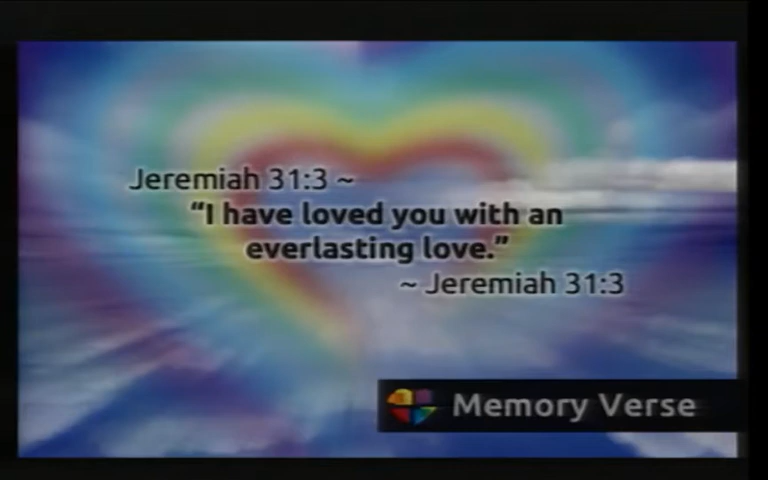 Jeremiah 31:3 ~
“I have loved you with an
everlasting love.”
~ Jeremiah 31:3
Memory Verse